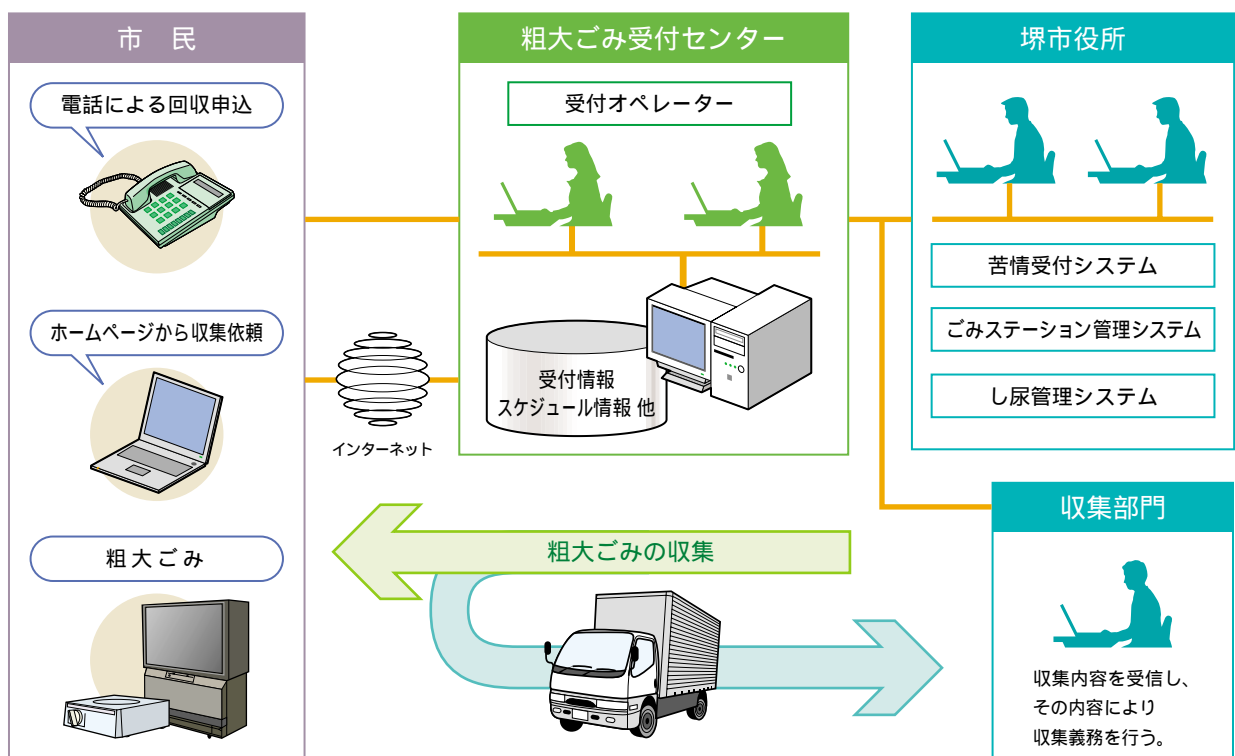 市　民
電話による回収申込
ホームページから収集依頼
粗大ごみ
インターネット
粗大ごみ受付センター
受付オペレーター
受付情報
スケジュール情報 他
堺市役所
苦情受付システム
ごみステーション管理システム
し尿管理システム
粗大ごみの収集
収集部門
収集内容を受信し、
その内容により
収集義務を行う。